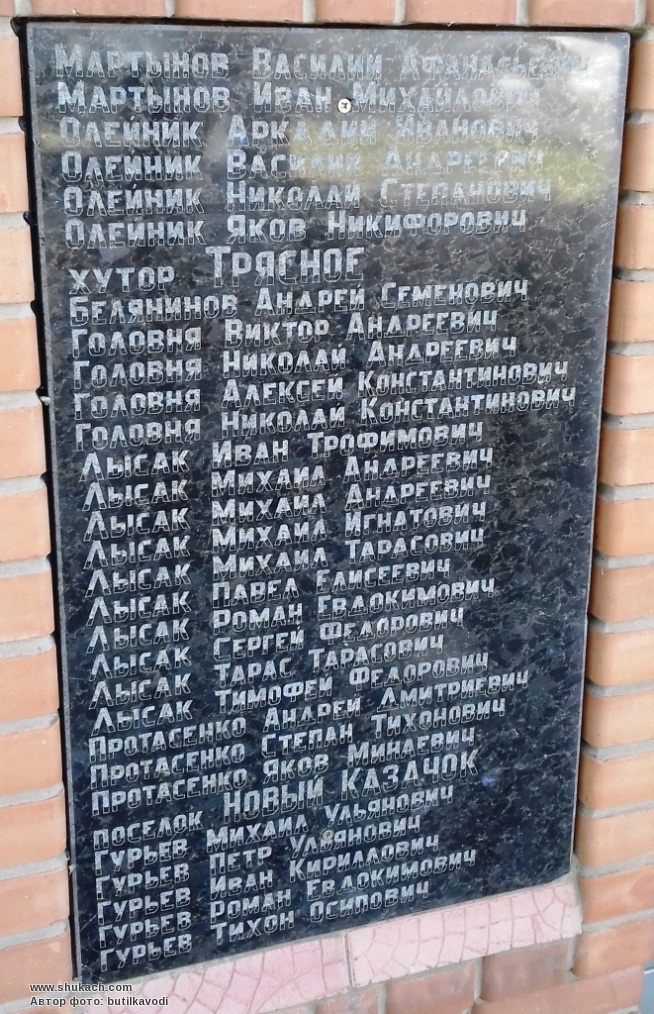 Мартынов Василий Афанасьевич
Мартынов Иван Михайлович
Олейник Аркадий Иванович
Олейник Василий Андреевич
Олейник Николай Степанович
Олейник Яков Никифорович
хутор Трясное
Белянинов Андрей Семенович
Головня Виктор Андреевич
Головня Николай Андреевич
Головня Алексей Константинович
Головня Николай Константинович
Лысак Иван Трофимович
Лысак Михаил Андреевич
Лысак Михаил Андреевич
Лысак Михаил Игнатович
Лысак Михаил Тарасович
Лысак Павел Елисеевич
Лысак Роман Евдокимович
Лысак Сергей Федорович
Лысак Тарас Тарасович
Лысак Тимофей Федорович
Протасенко Андрей Дмитриевич
Протасенко Степан Тихонович
Протасенко Яков Минаевич
поселок Новый Казачок
Гурьев Михаил Ульянович
Гурьев Петр Ульянович
Гурьев Иван Кириллович
Гурьев Роман Евдокимович
Гурьев Тихон Осипович
www.shukach.com
Автор фото: butilkavodi